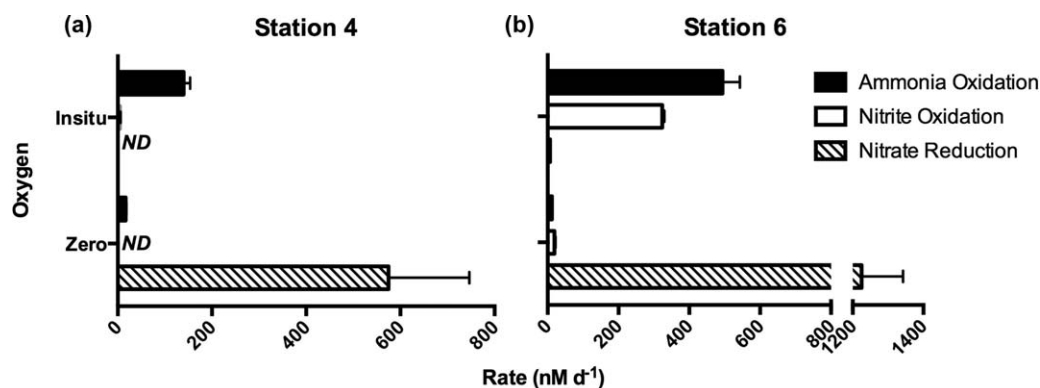 (a) Station 4
(b) Station 6
Ammonia Oxidation
Nitrite Oxidation
Nitrate Reduction
Oxygen
Insitu
ND
Zero
ND
0
200
400
600
800
0
200
400
600
800
1200
1400
Rate (nM d⁻¹)